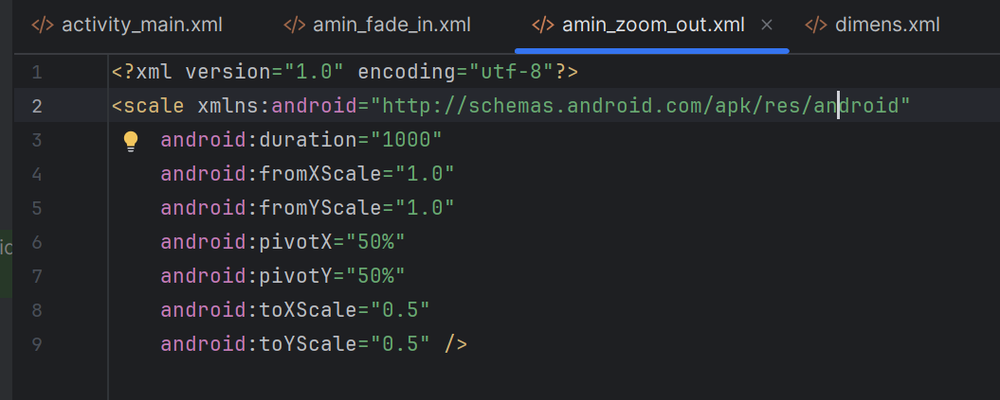 activity_main.xml amin_fade_in.xml amin_zoom_out.xml dimens.xml
1 <?xml version="1.0" encoding="utf-8"?>
2 <scale xmlns:android="http://schemas.android.com/apk/res/android"
3 android:duration="1000"
4 android:fromXScale="1.0"
5 android:fromYScale="1.0"
6 android:pivotX="50%"
7 android:pivotY="50%"
8 android:toXScale="0.5"
9 android:toYScale="0.5" />